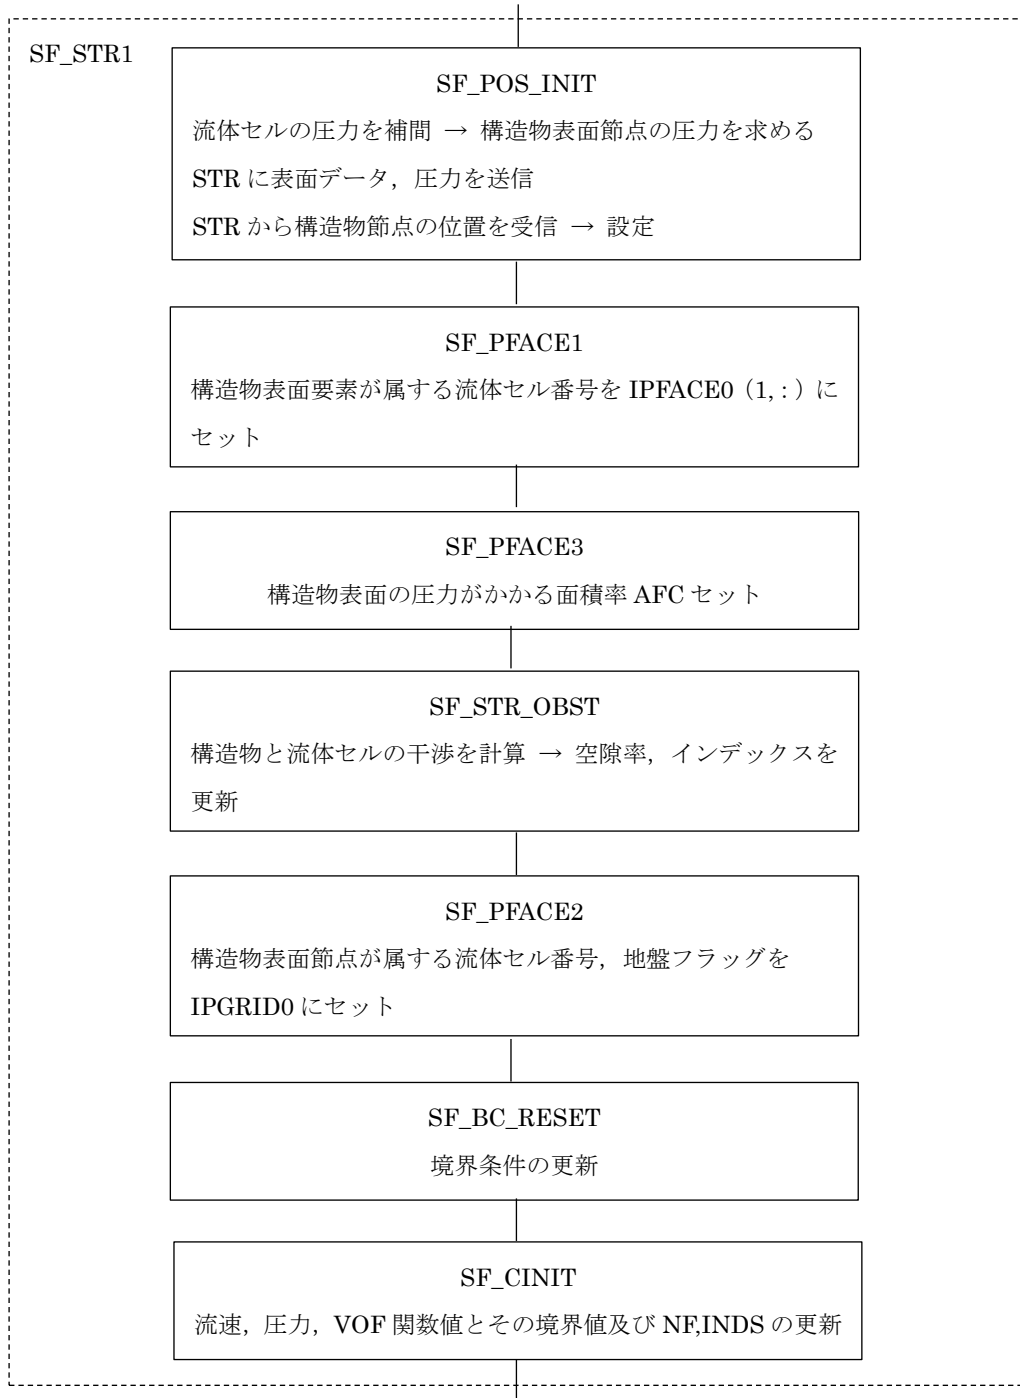 SF_STR1
SF_POS_INIT
流体セルの圧力を補間 → 構造物表面節点の圧力を求める
STR に表面データ，圧力を送信
STR から構造物節点の位置を受信 → 設定
SF_PFACE1
構造物表面要素が属する流体セル番号を IPFACE0（1, :）に
セット
SF_PFACE3
構造物表面の圧力がかかる面積率 AFC セット
SF_STR_OBST
構造物と流体セルの干渉を計算 → 空隙率，インデックスを
更新
SF_PFACE2
構造物表面節点が属する流体セル番号，地盤フラッグを
IPGRID0 にセット
SF_BC_RESET
境界条件の更新
SF_CINIT
流速，圧力，VOF 関数値とその境界値及び NF,INDS の更新